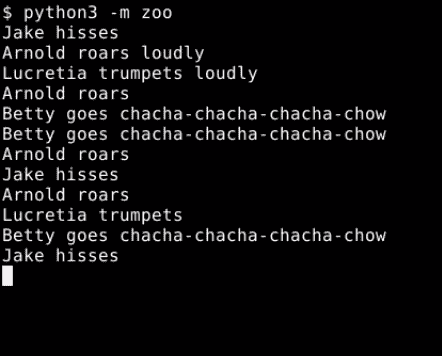 $ python3 -m zoo
Jake hisses
Arnold roars loudly
Lucretia trumpets loudly
Arnold roars
Betty goes chacha-chacha-chacha-chow
Betty goes chacha-chacha-chacha-chow
Arnold roars
Jake hisses
Arnold roars
Lucretia trumpets
Betty goes chacha-chacha-chacha-chow
Jake hisses